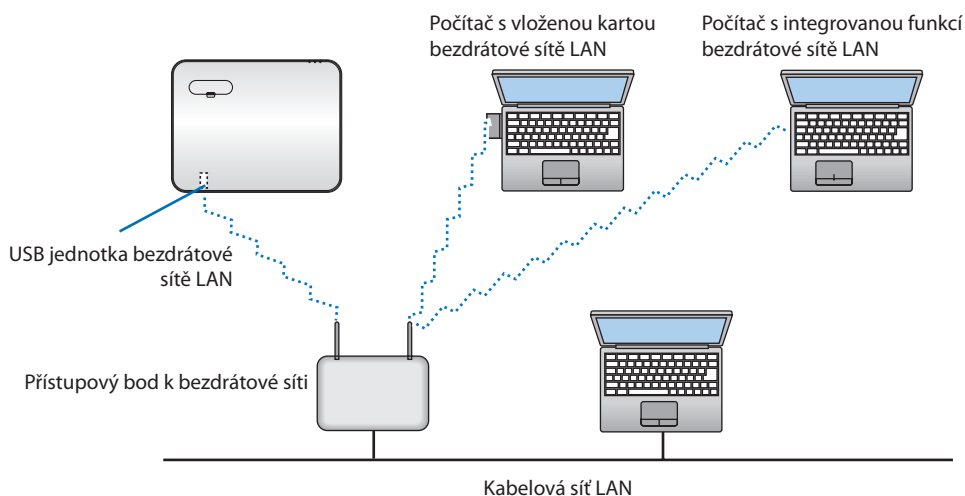 Počítač s vloženou kartou
bezdrátové sítě LAN
Počítač s integrovanou funkcí
bezdrátové sítě LAN
USB jednotka bezdrátové
sítě LAN
Přístupový bod k bezdrátové síti
Kabelová síť LAN